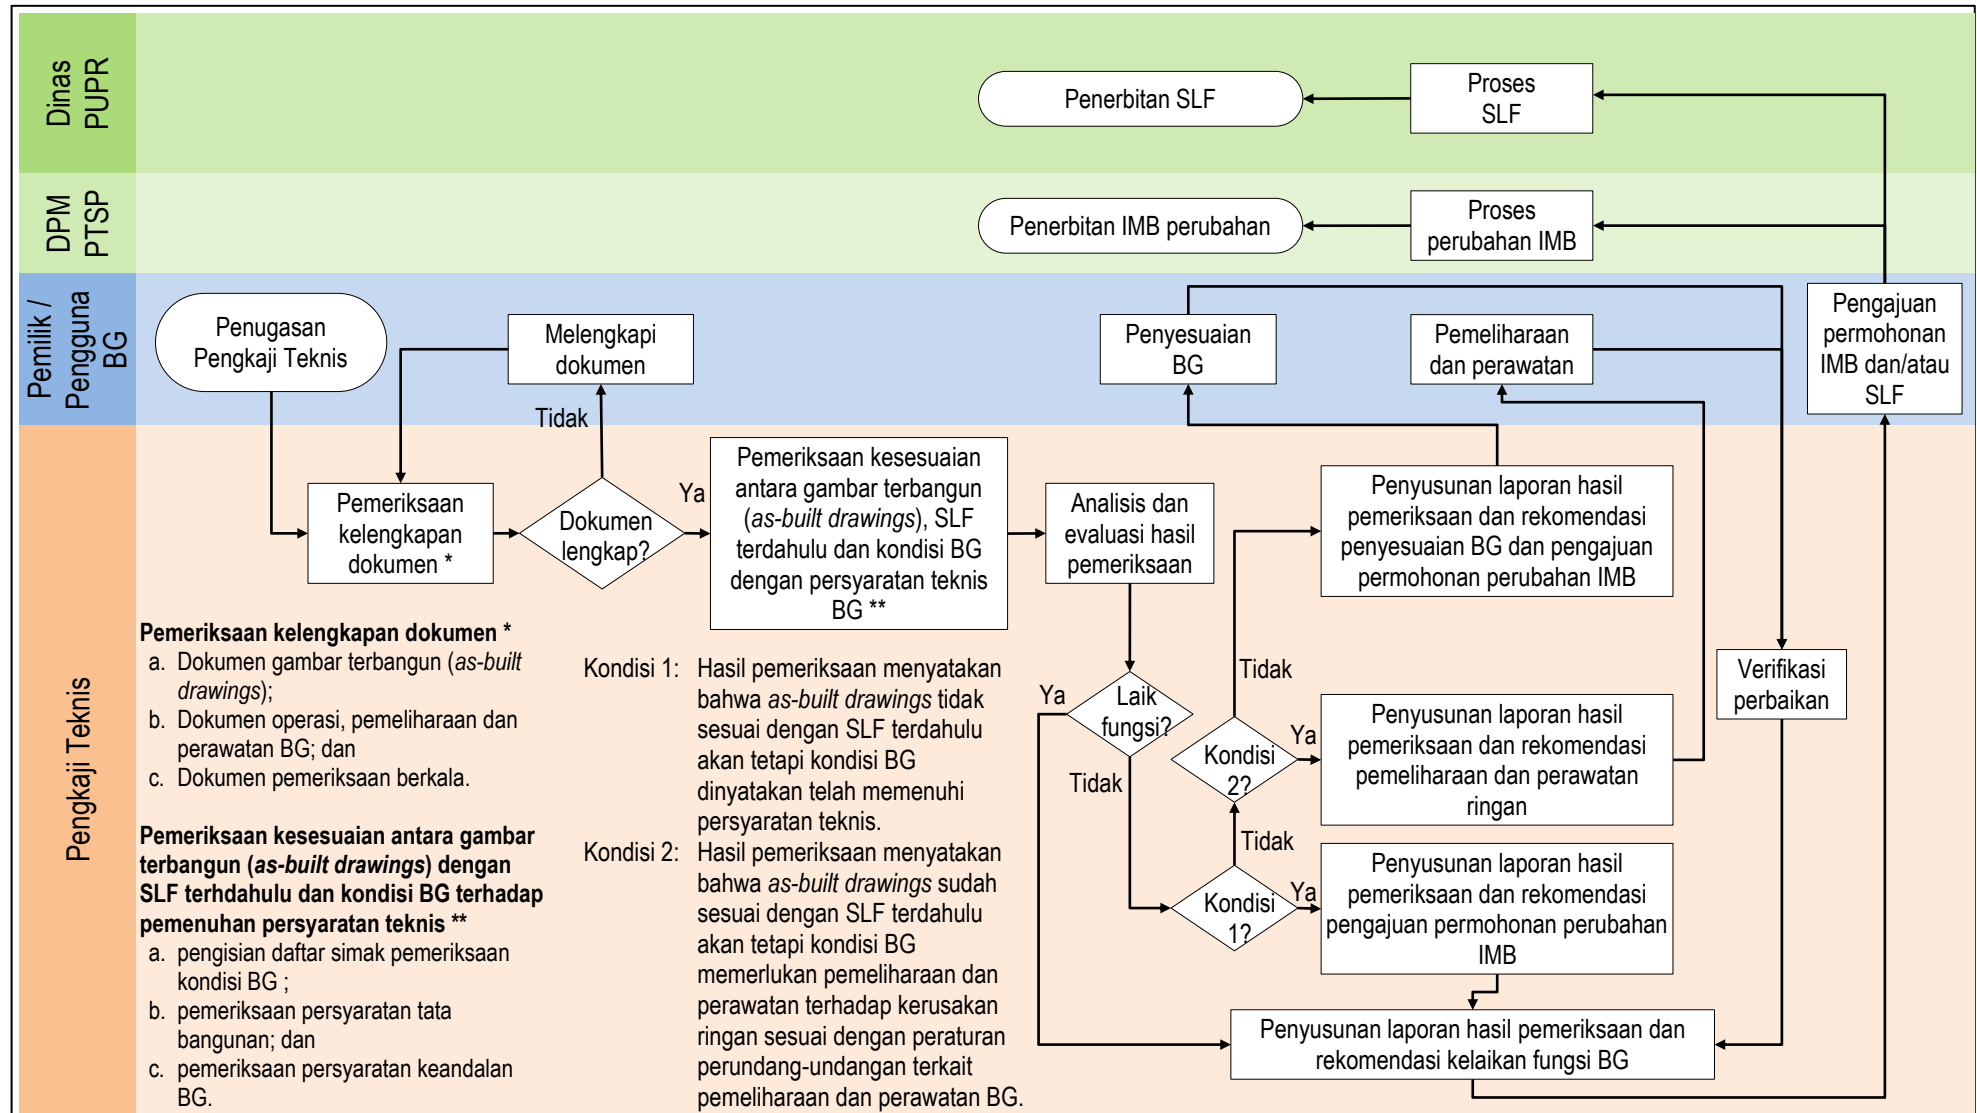 Dinas
PUPR
Penerbitan SLF
Proses
SLF
DPM
PTSP
Penerbitan IMB perubahan
Proses
perubahan IMB
Pemilik /
Pengguna
BG
Penugasan
Pengkaji Teknis
Melengkapi
dokumen
Tidak
Penyesuaian
BG
Pemeliharaan
dan perawatan
Pengajuan
permohonan
IMB dan/atau
SLF
Pengkaji Teknis
Pemeriksaan
kelengkapan
dokumen *
Dokumen
lengkap?
Ya
Pemeriksaan kesesuaian
antara gambar terbangun
(as-built drawings), SLF
terdahulu dan kondisi BG
dengan persyaratan teknis
BG **
Analisis dan
evaluasi hasil
pemeriksaan
Penyusunan laporan hasil
pemeriksaan dan rekomendasi
penyesuaian BG dan pengajuan
permohonan perubahan IMB
Pemeriksaan kelengkapan dokumen *
a. Dokumen gambar terbangun (as-built
drawings);
b. Dokumen operasi, pemeliharaan dan
perawatan BG; dan
c. Dokumen pemeriksaan berkala.
Pemeriksaan kesesuaian antara gambar
terbangun (as-built drawings) dengan
SLF terhdahulu dan kondisi BG terhadap
pemenuhan persyaratan teknis **
a. pengisian daftar simak pemeriksaan
kondisi BG ;
b. pemeriksaan persyaratan tata
bangunan; dan
c. pemeriksaan persyaratan keandalan
BG.
Kondisi 1: Hasil pemeriksaan menyatakan
bahwa as-built drawings tidak
sesuai dengan SLF terdahulu
akan tetapi kondisi BG
dinyatakan telah memenuhi
persyaratan teknis.
Kondisi 2: Hasil pemeriksaan menyatakan
bahwa as-built drawings sudah
sesuai dengan SLF terdahulu
akan tetapi kondisi BG
memerlukan pemeliharaan dan
perawatan terhadap kerusakan
ringan sesuai dengan peraturan
perundang-undangan terkait
pemeliharaan dan perawatan BG.
Ya
Laik
fungsi?
Tidak
Tidak
Kondisi
2?
Ya
Penyusunan laporan hasil
pemeriksaan dan rekomendasi
pemeliharaan dan perawatan
ringan
Verifikasi
perbaikan
Tidak
Kondisi
1?
Ya
Penyusunan laporan hasil
pemeriksaan dan rekomendasi
pengajuan permohonan perubahan
IMB
Penyusunan laporan hasil pemeriksaan dan
rekomendasi kelaikan fungsi BG